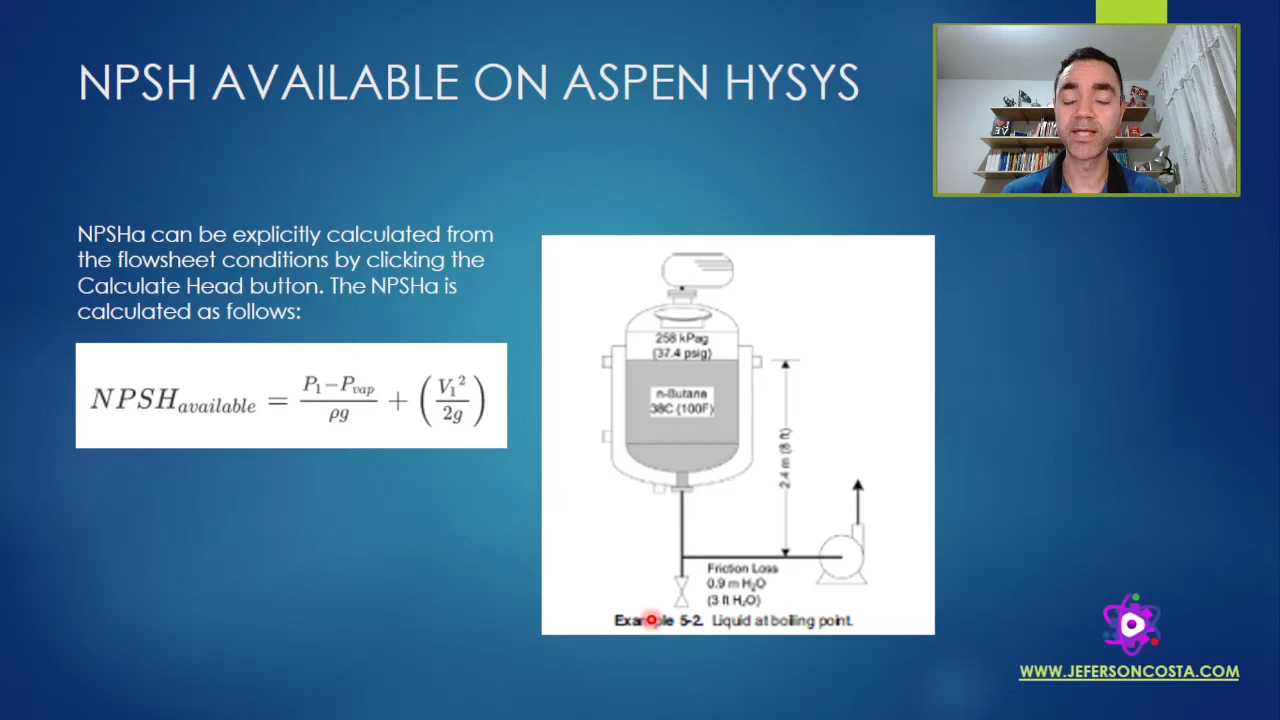 NPSH AVAILABLE ON ASPEN HYSYS
NPSHa can be explicitly calculated from
the flowsheet conditions by clicking the
Calculate Head button. The NPSHa is
calculated as follows:
NPSH_available = (P_1 − P_vap)/(ρg) + (V_1²/2g)
258 kPag
(37.4 psig)
n-Butane
38C (100F)
2.4 m (8 ft)
Friction Loss
0.9 m H₂O
(3 ft H₂O)
Example 5-2. Liquid at boiling point.
WWW.JEFERSONCOSTA.COM